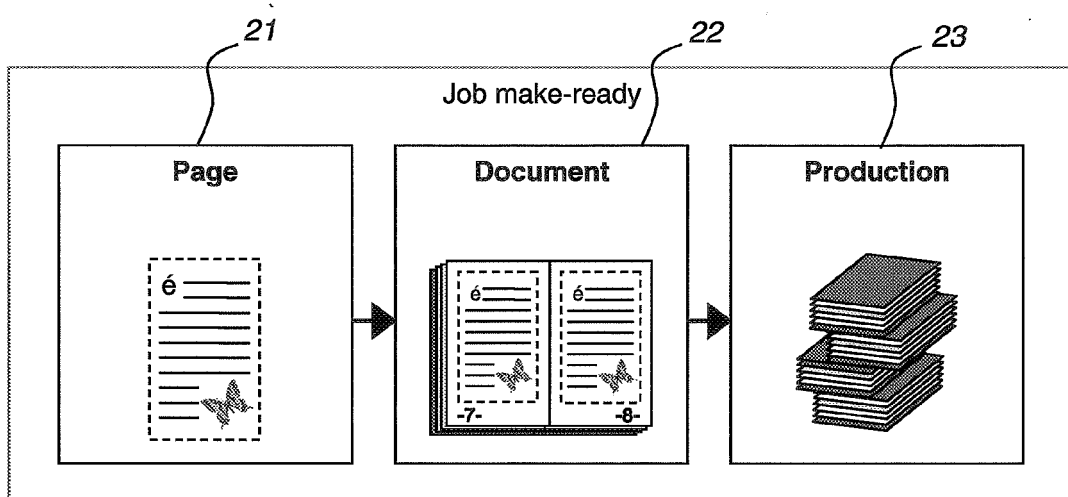 21 22 23
Job make-ready
Page Document Production
é é é
-7- -8-